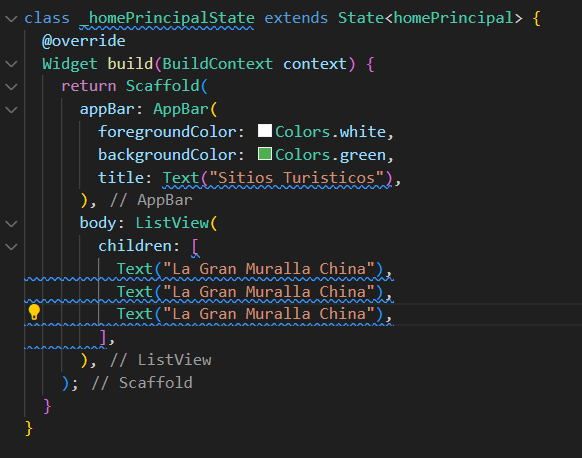 class _homePrincipalState extends State<homePrincipal> {
@override
Widget build(BuildContext context) {
return Scaffold(
appBar: AppBar(
foregroundColor: Colors.white,
backgroundColor: Colors.green,
title: Text("Sitios Turisticos"),
), // AppBar
body: ListView(
children: [
Text("La Gran Muralla China"),
Text("La Gran Muralla China"),
Text("La Gran Muralla China"),
],
), // ListView
); // Scaffold
}
}